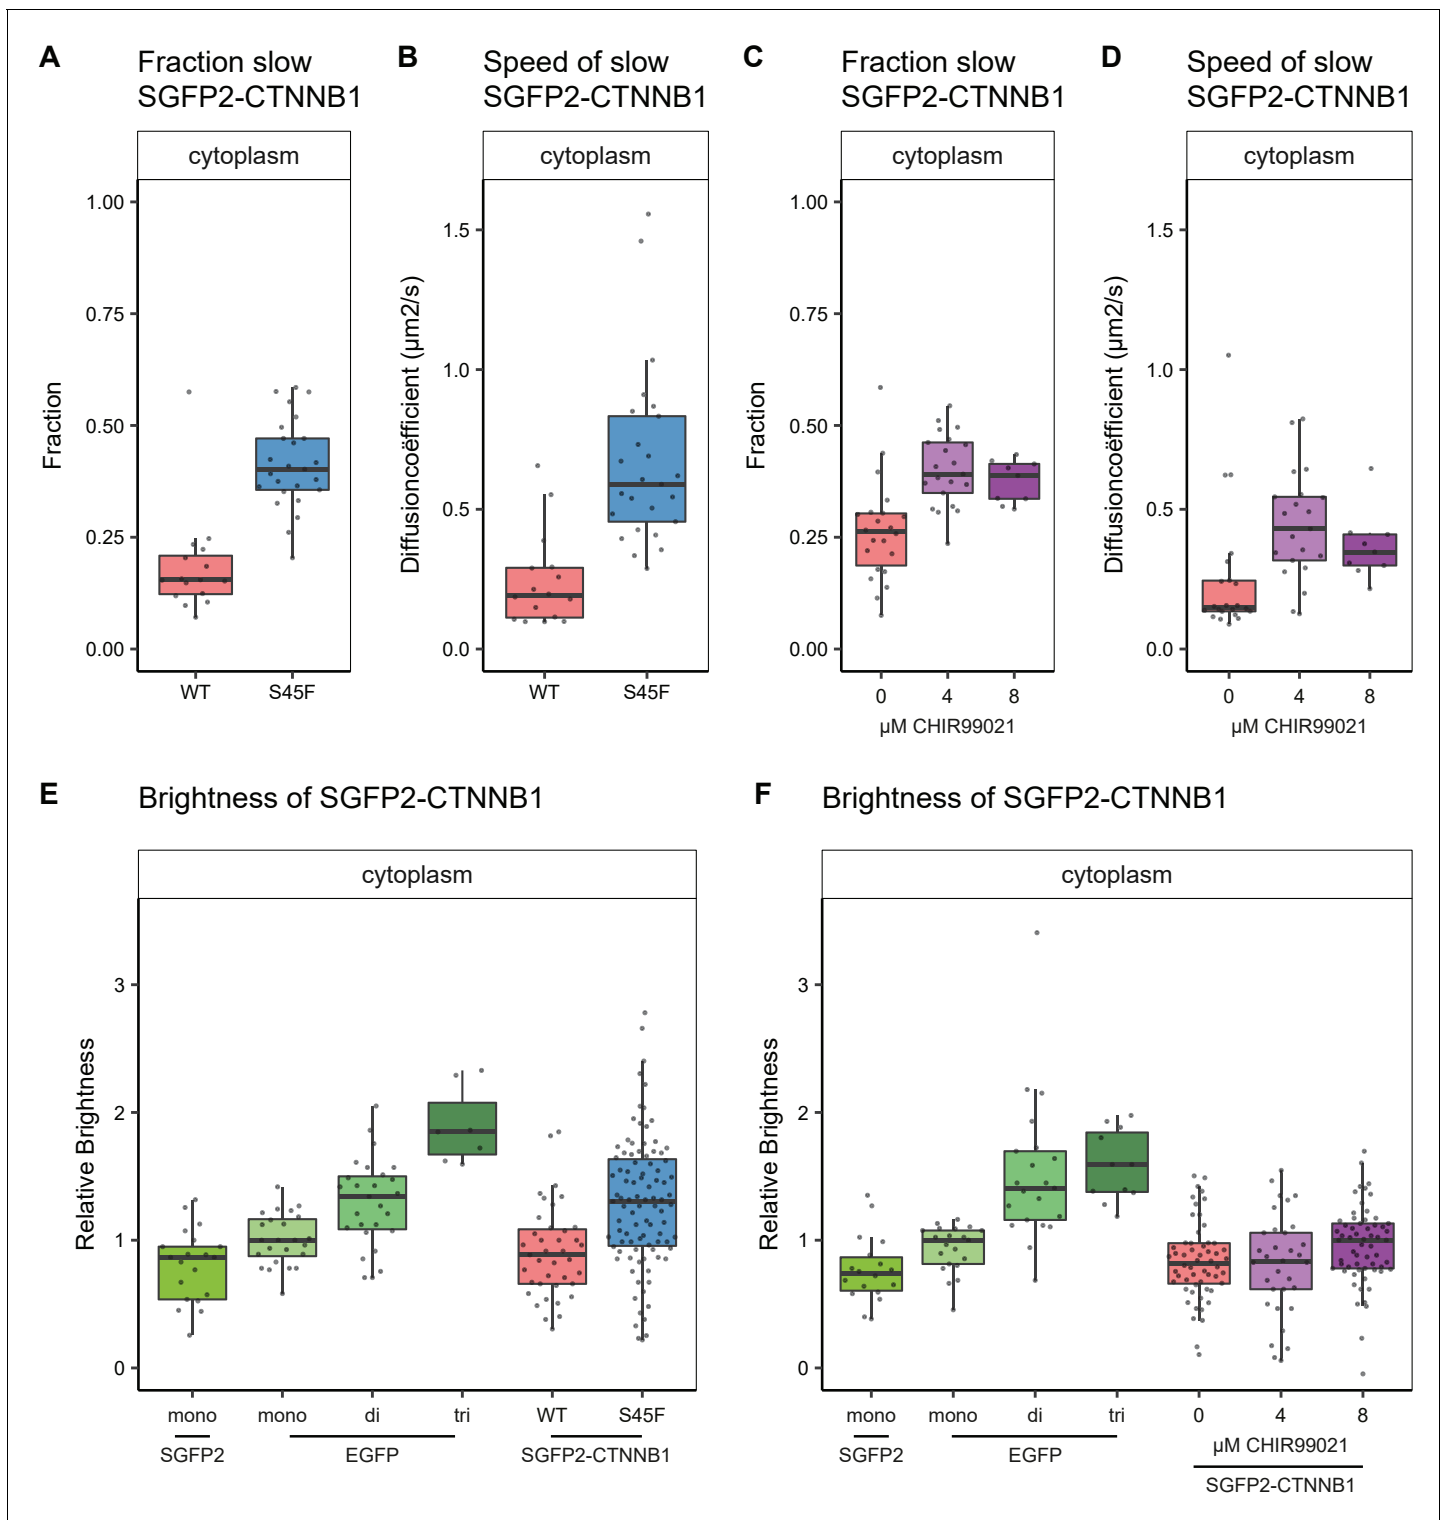 A
Fraction slow
SGFP2-CTNNB1
cytoplasm
1.00
0.75
0.50
0.25
0.00
Fraction
WT S45F
B
Speed of slow
SGFP2-CTNNB1
cytoplasm
1.5
1.0
0.5
0.0
Diffusioncoëfficient (µm2/s)
WT S45F
C
Fraction slow
SGFP2-CTNNB1
cytoplasm
1.00
0.75
0.50
0.25
0.00
Fraction
0 4 8
µM CHIR99021
D
Speed of slow
SGFP2-CTNNB1
cytoplasm
1.5
1.0
0.5
0.0
Diffusioncoëfficient (µm2/s)
0 4 8
µM CHIR99021
E
Brightness of SGFP2-CTNNB1
cytoplasm
3
2
1
0
Relative Brightness
mono mono di tri WT S45F
SGFP2 EGFP SGFP2-CTNNB1
F
Brightness of SGFP2-CTNNB1
cytoplasm
3
2
1
0
Relative Brightness
mono mono di tri 0 4 8
µM CHIR99021
SGFP2 EGFP
SGFP2-CTNNB1